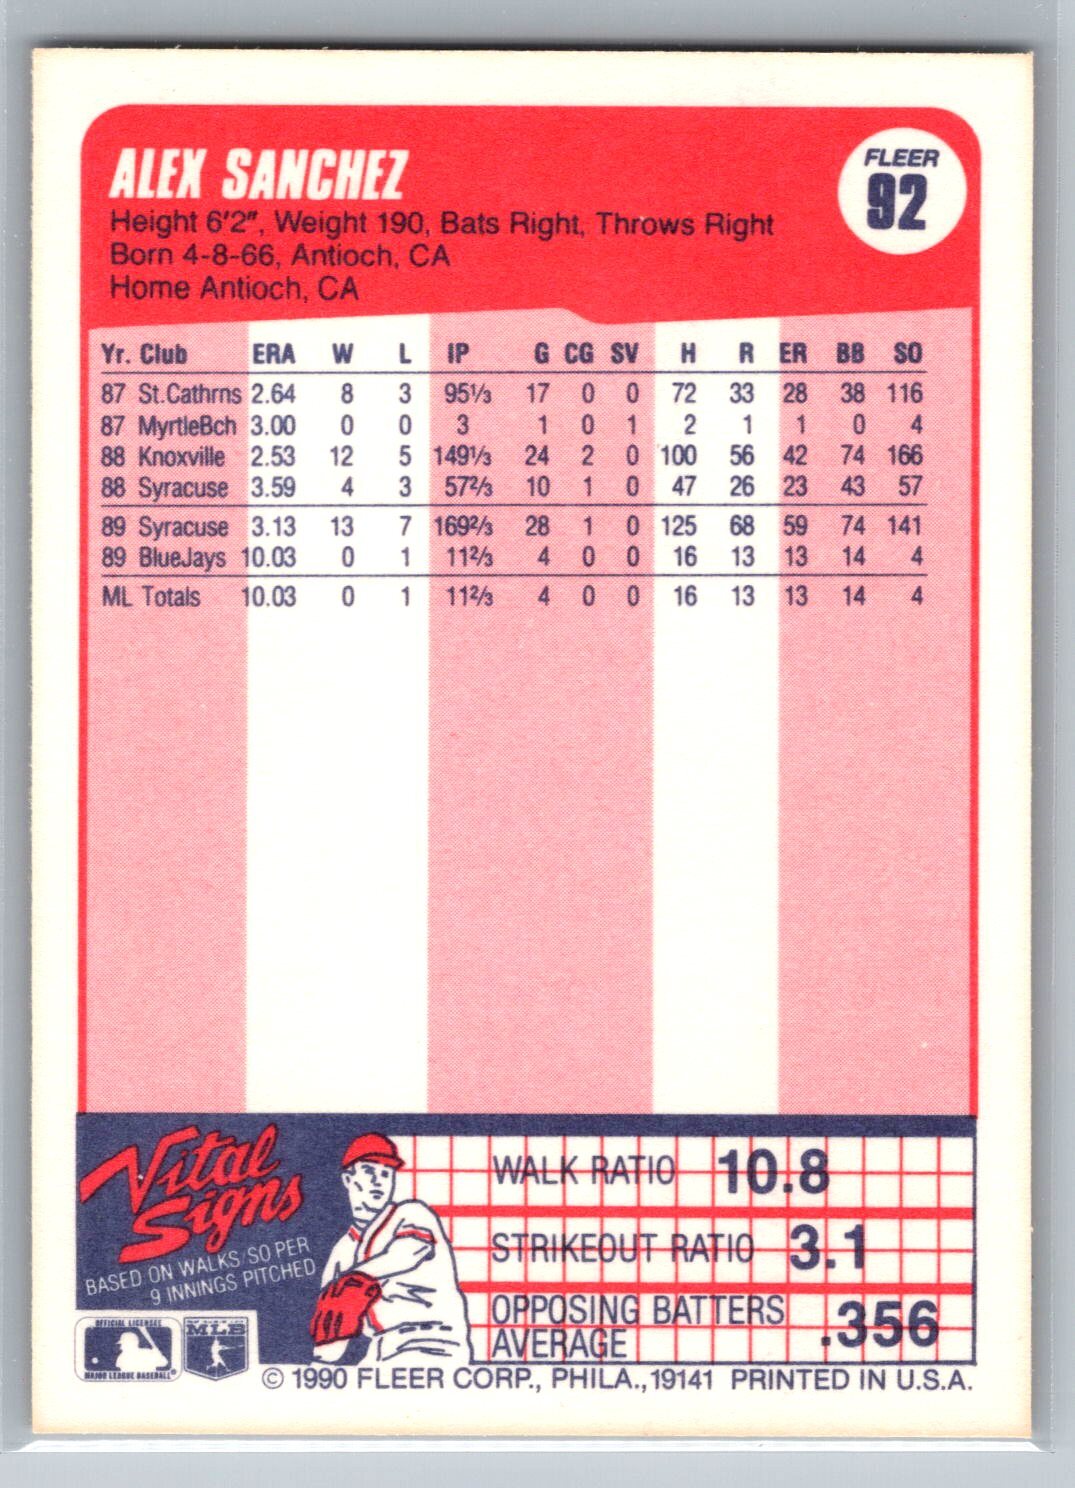 ALEX SANCHEZ
FLEER
92
Height 6'2", Weight 190, Bats Right, Throws Right
Born 4-8-66, Antioch, CA
Home Antioch, CA
Yr. Club ERA W L IP G CG SV H R ER BB SO
87 St.Cathrns 2.64 8 3 95⅓ 17 0 0 72 33 28 38 116
87 MyrtleBch 3.00 0 0 3 1 0 1 2 1 1 0 4
88 Knoxville 2.53 12 5 149⅓ 24 2 0 100 56 42 74 166
88 Syracuse 3.59 4 3 57⅔ 10 1 0 47 26 23 43 57
89 Syracuse 3.13 13 7 169⅔ 28 1 0 125 68 59 74 141
89 BlueJays 10.03 0 1 11⅔ 4 0 0 16 13 13 14 4
ML Totals 10.03 0 1 11⅔ 4 0 0 16 13 13 14 4
Vital
Signs
BASED ON WALKS/SO PER
9 INNINGS PITCHED
WALK RATIO 10.8
STRIKEOUT RATIO 3.1
OPPOSING BATTERS
AVERAGE .356
OFFICIAL LICENSEE
MAJOR LEAGUE BASEBALL®
MLB
© 1990 FLEER CORP., PHILA., 19141 PRINTED IN U.S.A.